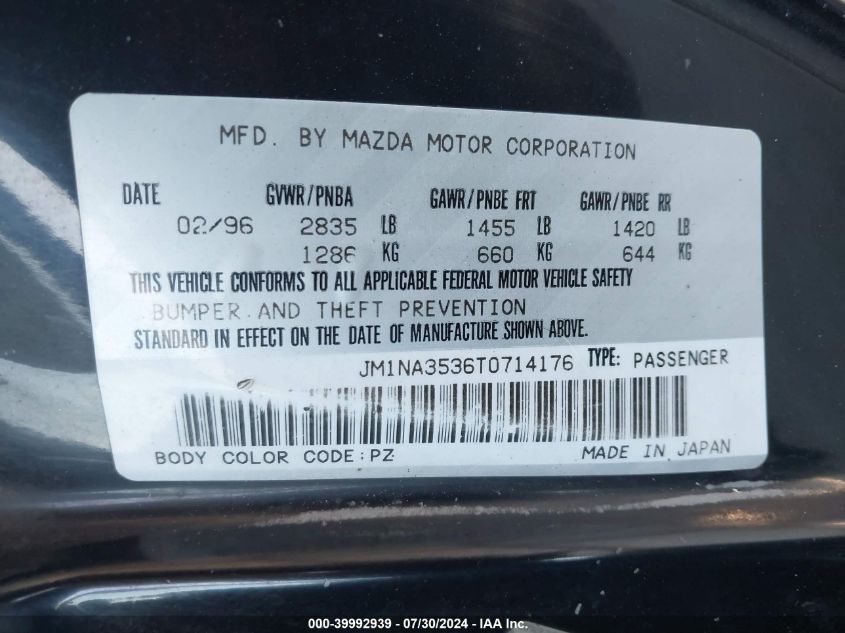 MFD. BY MAZDA MOTOR CORPORATION
DATE GVWR/PNBA GAWR/PNBE FRT GAWR/PNBE RR
02/96 2835 LB 1455 LB 1420 LB
1286 KG 660 KG 644 KG
THIS VEHICLE CONFORMS TO ALL APPLICABLE FEDERAL MOTOR VEHICLE SAFETY
BUMPER AND THEFT PREVENTION
STANDARD IN EFFECT ON THE DATE OF MANUFACTURE SHOWN ABOVE.
JM1NA3536T0714176 TYPE: PASSENGER
BODY COLOR CODE:PZ MADE IN JAPAN
000-39992939 / 07/30/2024 - IAA Inc.